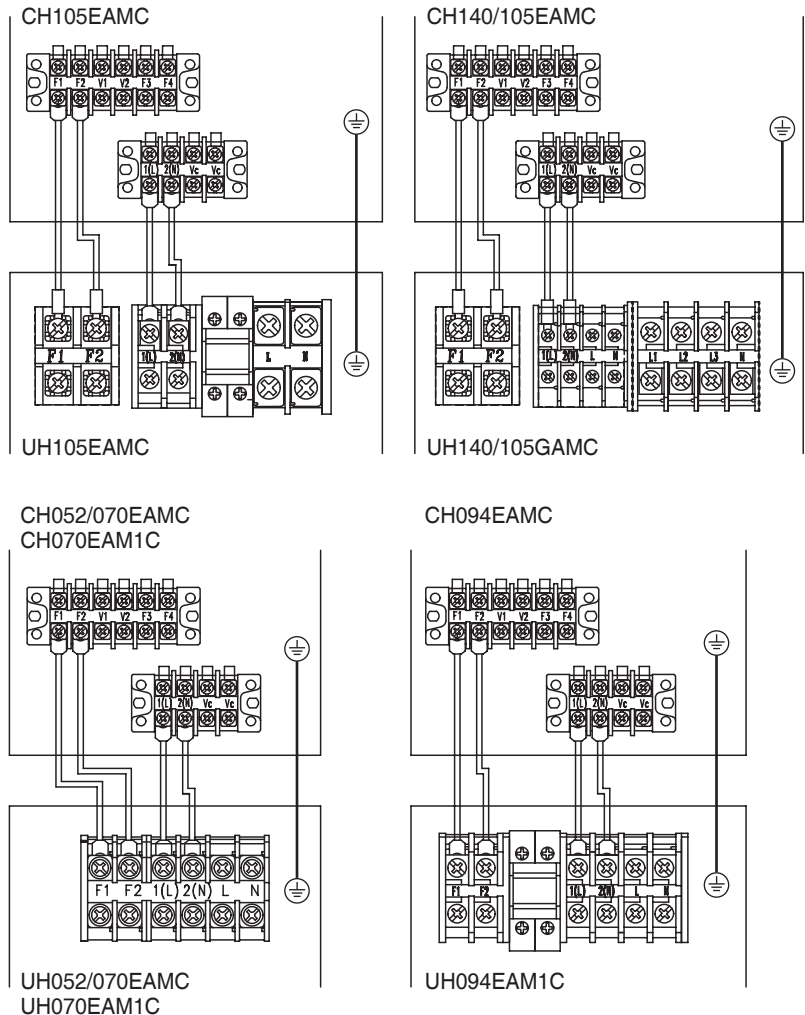 CH105EAMC
F1 F2 V1 V2 F3 F4
1(L) 2(N) Vc Vc
F1 F2
1(L) 2(N)
L N
UH105EAMC
CH140/105EAMC
F1 F2 V1 V2 F3 F4
1(L) 2(N) Vc Vc
F1 F2
1(L) 2(N) L N
L1 L2 L3 N
UH140/105GAMC
CH052/070EAMC
CH070EAM1C
F1 F2 V1 V2 F3 F4
1(L) 2(N) Vc Vc
F1 F2 1(L) 2(N) L N
UH052/070EAMC
UH070EAM1C
CH094EAMC
F1 F2 V1 V2 F3 F4
1(L) 2(N) Vc Vc
F1 F2
1(L) 2(N) L N
UH094EAM1C